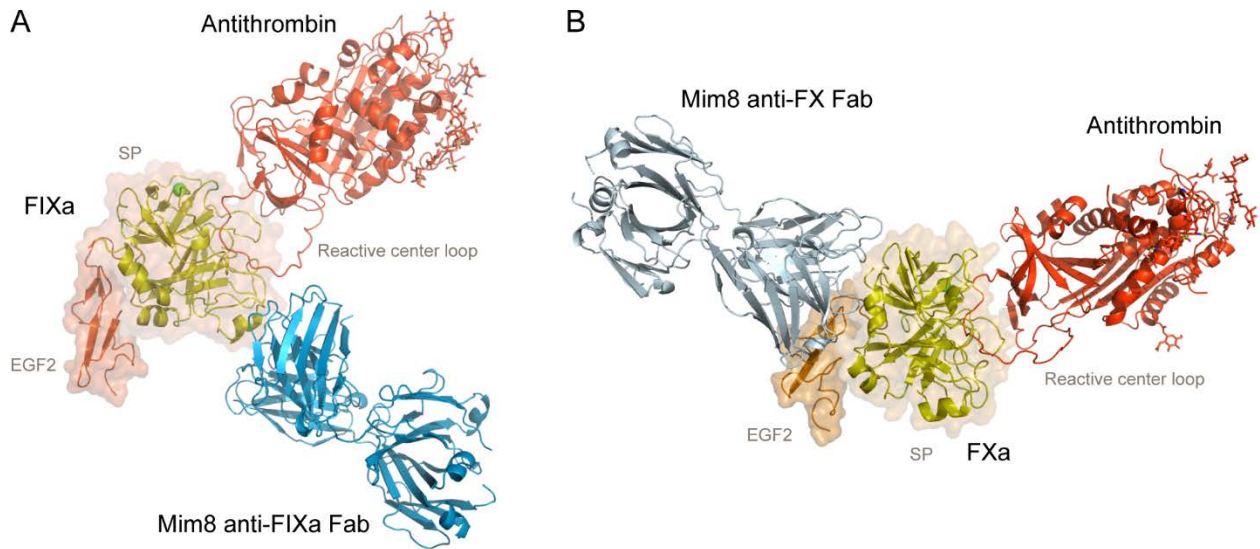 A
Antithrombin
SP
FIXa
Reactive center loop
EGF2
Mim8 anti-FIXa Fab
B
Mim8 anti-FX Fab
Antithrombin
Reactive center loop
EGF2
SP
FXa